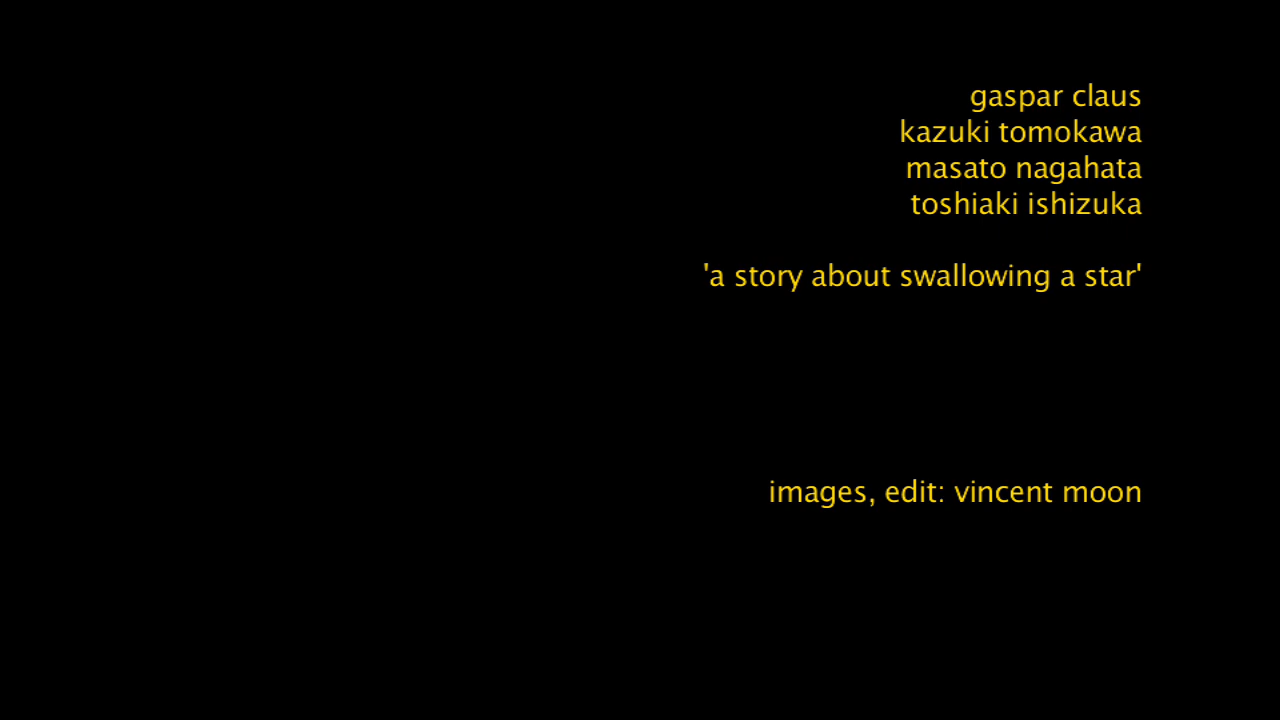 gaspar claus
kazuki tomokawa
masato nagahata
toshiaki ishizuka
'a story about swallowing a star'
images, edit: vincent moon